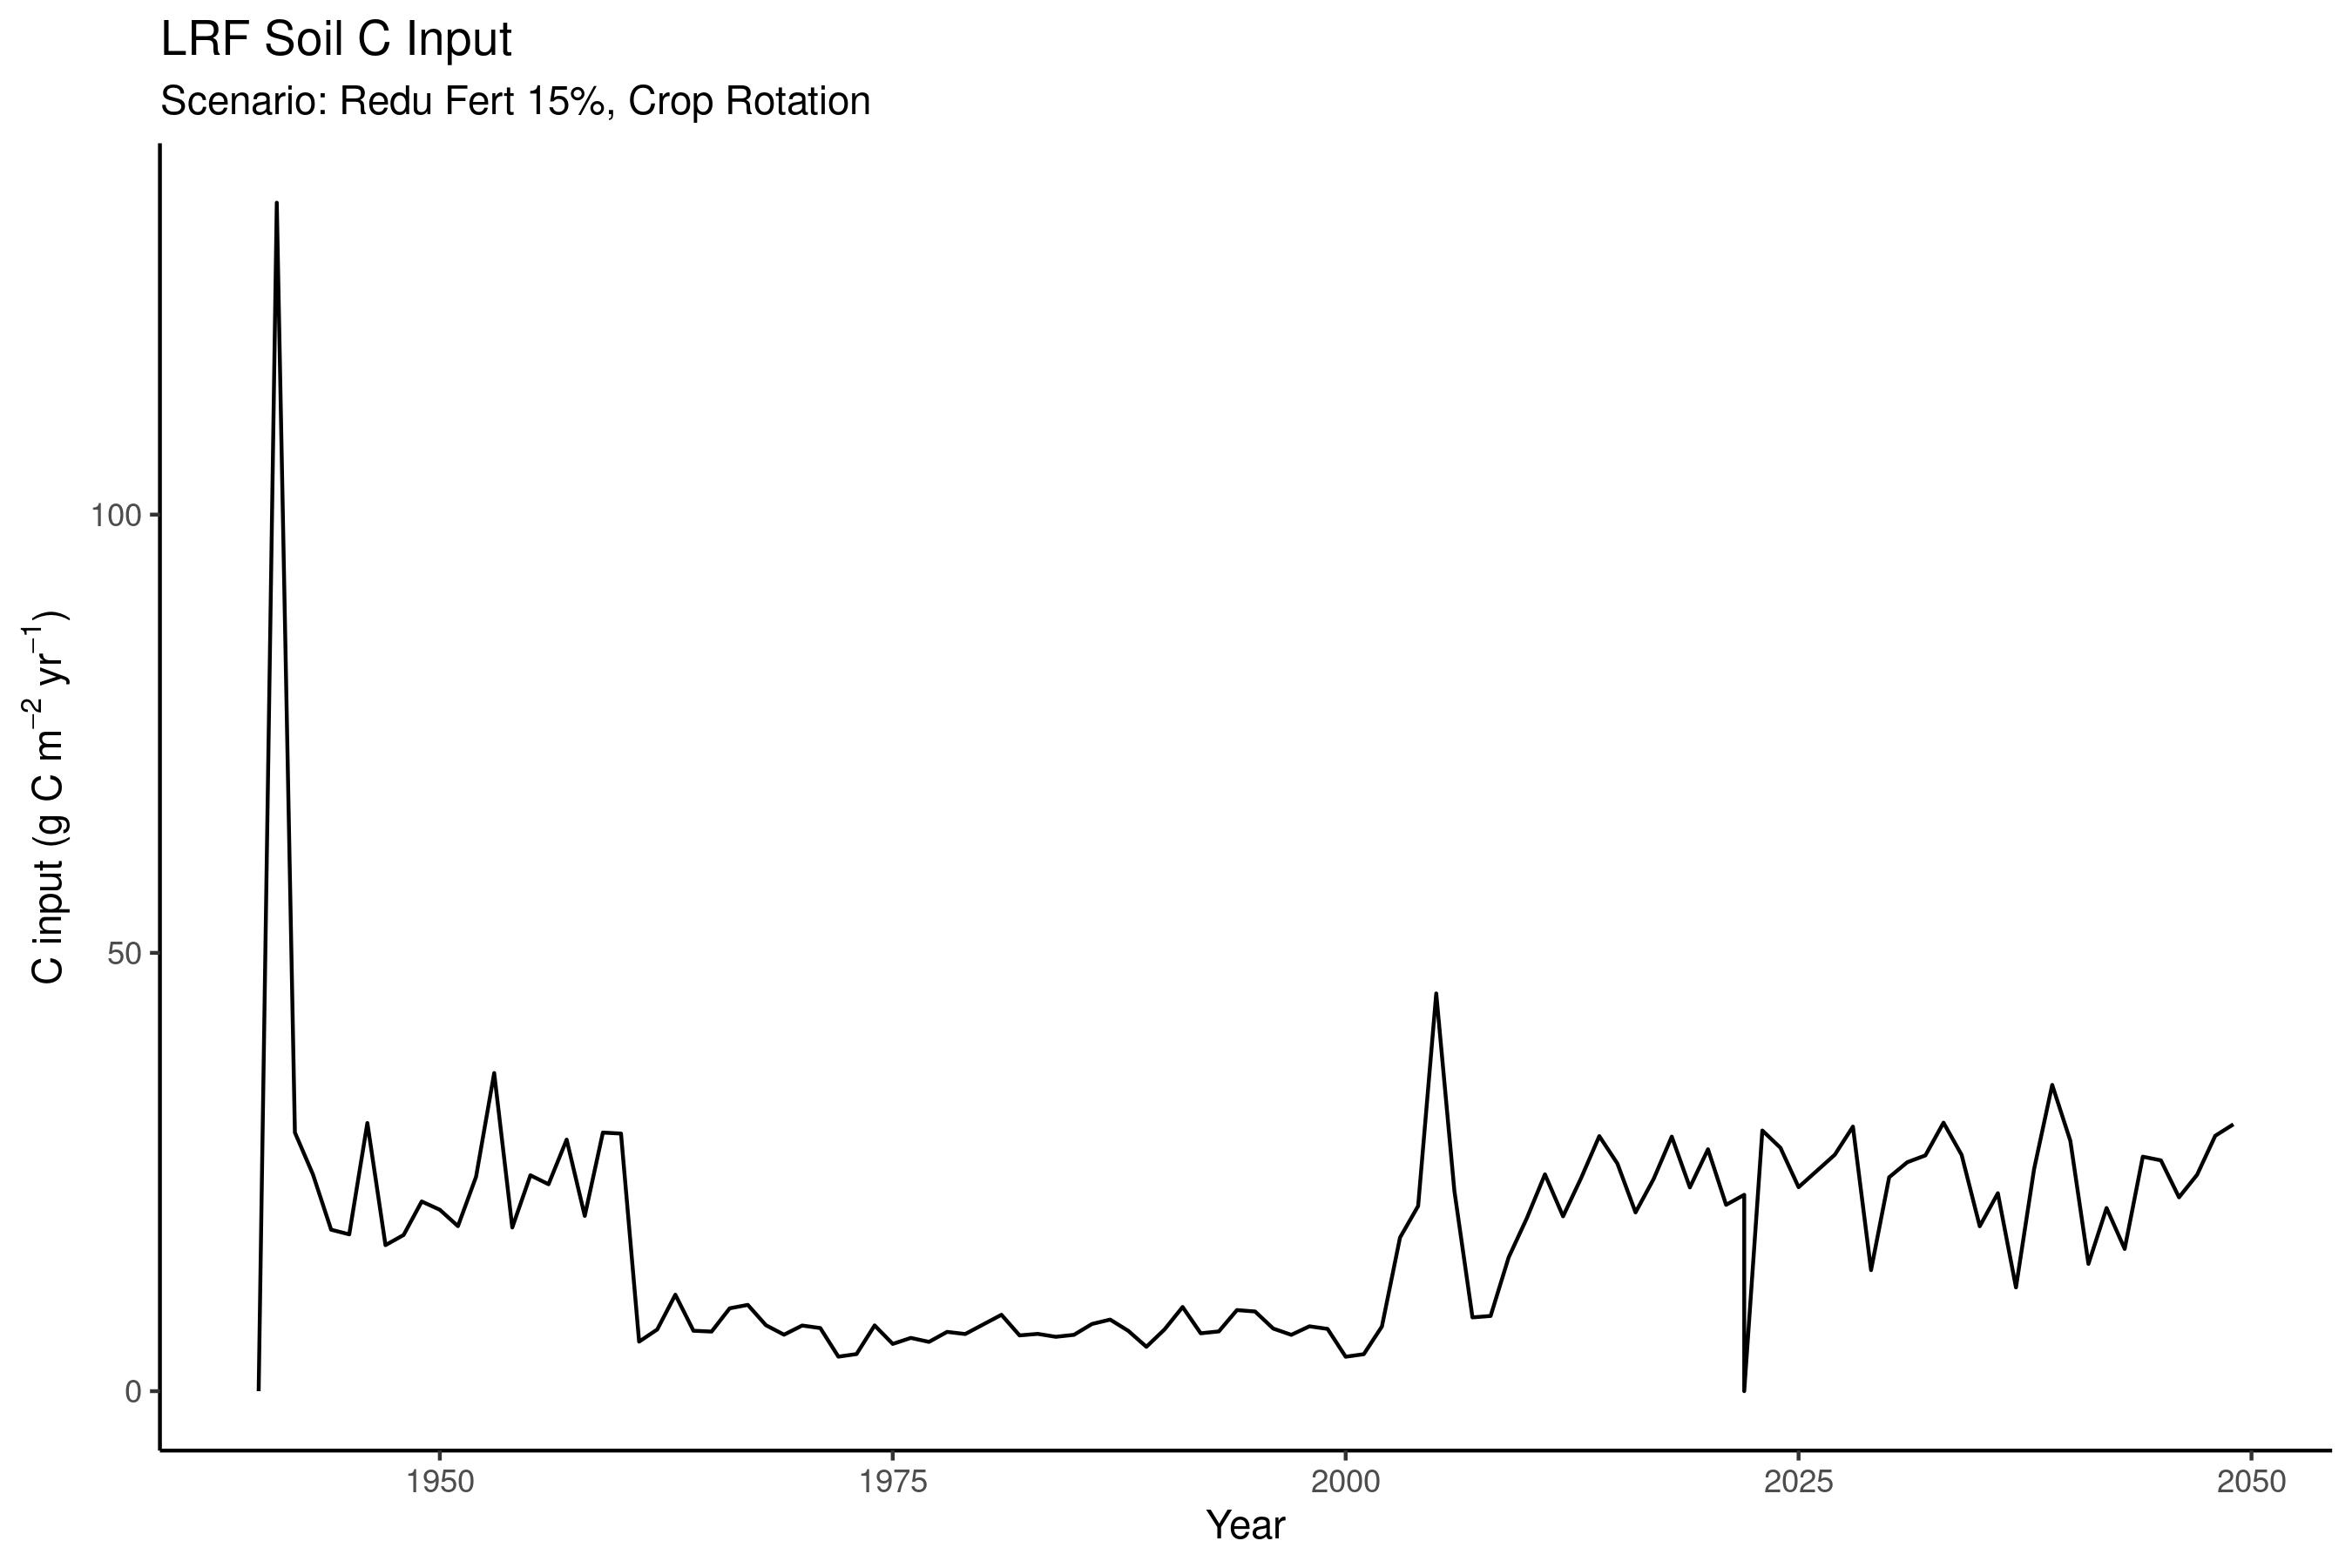 LRF Soil C Input
Scenario: Redu Fert 15%, Crop Rotation
C input (g C m−2 yr−1)
100
50
0
1950 1975 2000 2025 2050
Year